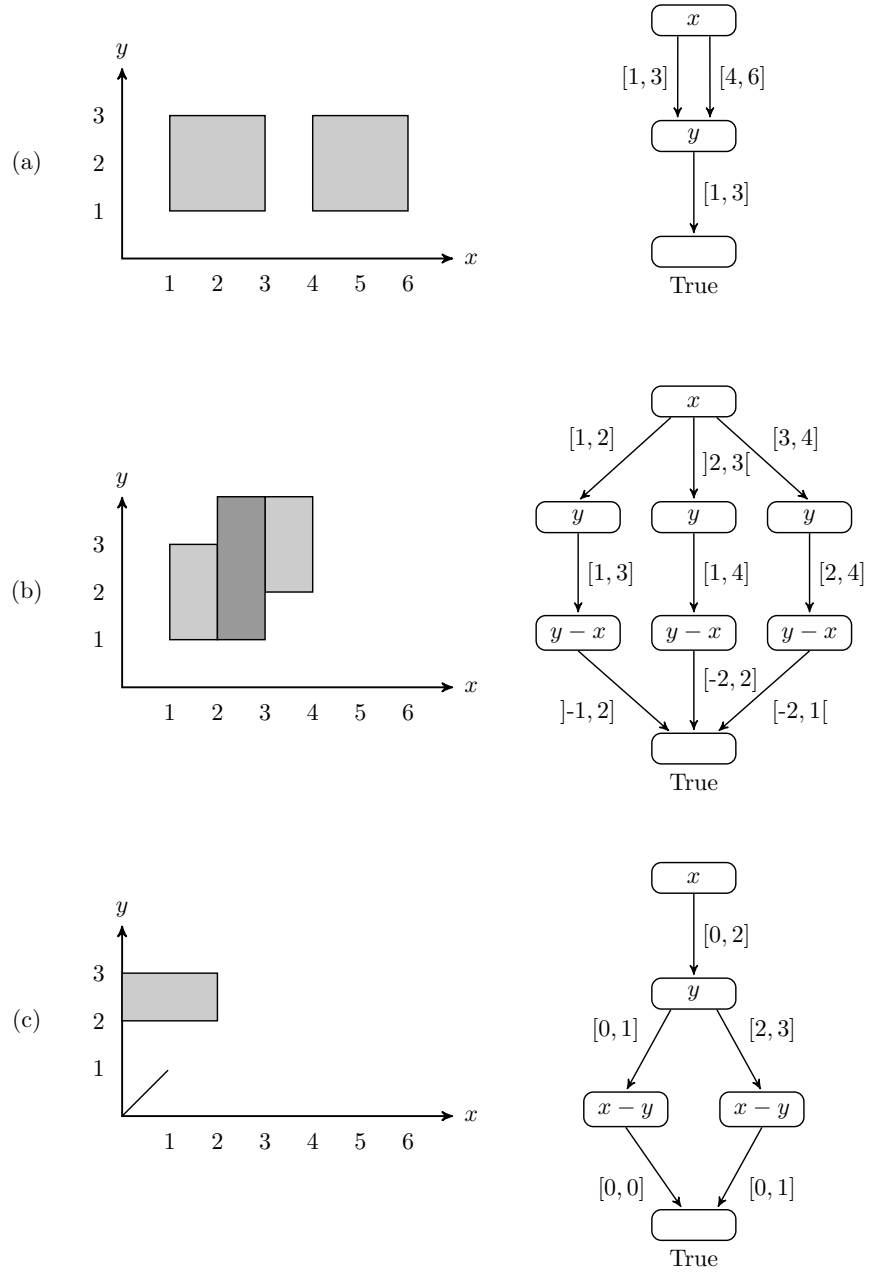 (a)
y
3
2
1
1 2 3 4 5 6
x
x
[1, 3] [4, 6]
y
[1, 3]
True
(b)
y
3
2
1
1 2 3 4 5 6
x
x
[1, 2] ]2, 3[ [3, 4]
y y y
[1, 3] [1, 4] [2, 4]
y − x y − x y − x
]-1, 2] [-2, 2] [-2, 1[
True
(c)
y
3
2
1
1 2 3 4 5 6
x
x
[0, 2]
y
[0, 1] [2, 3]
x − y x − y
[0, 0] [0, 1]
True